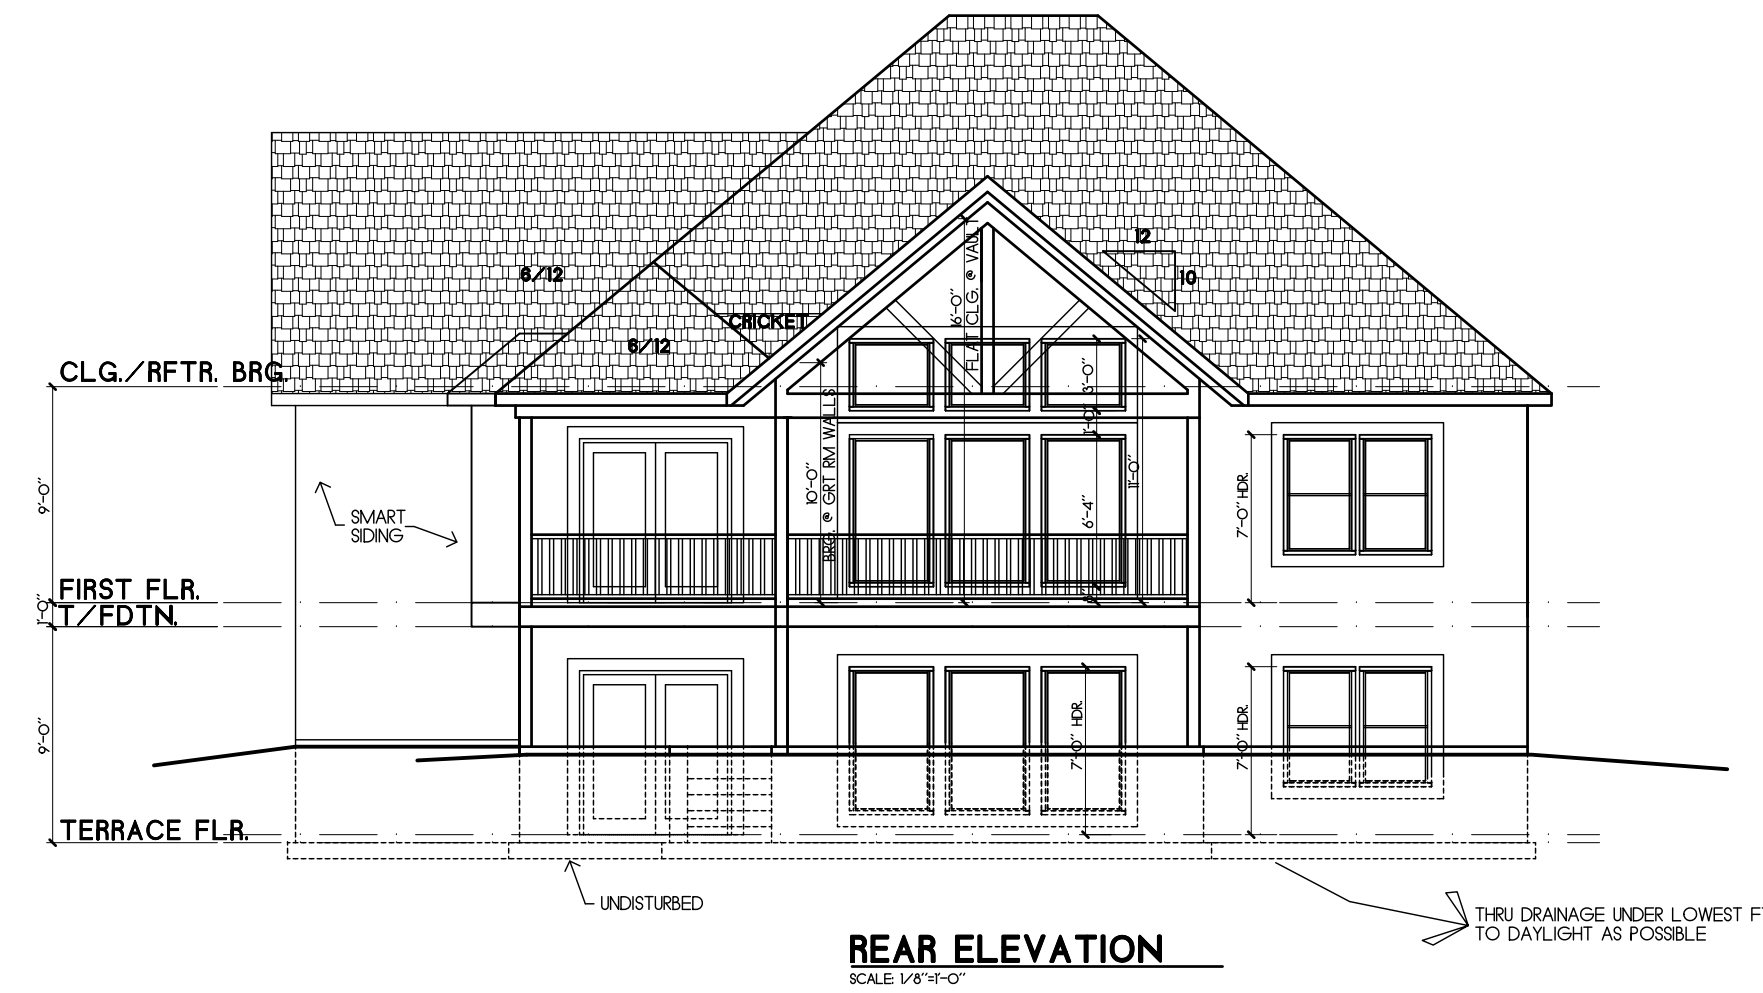 12
10
6/12
CRICKET
6/12
16'-0"
FLAT CLG. @ VAULT
CLG./RFTR. BRG.
3'-0"
1'-0"
10'-0"
BRG. @ GRT RM WALLS
11'-0"
6'-4"
8"
9'-0"
SMART
SIDING
7'-0" HDR.
FIRST FLR.
1'-0"
T/FDTN.
9'-0"
7'-0" HDR.
7'-0" HDR.
TERRACE FLR.
UNDISTURBED
THRU DRAINAGE UNDER LOWEST
TO DAYLIGHT AS POSSIBLE
REAR ELEVATION
SCALE: 1/8"=1'-0"